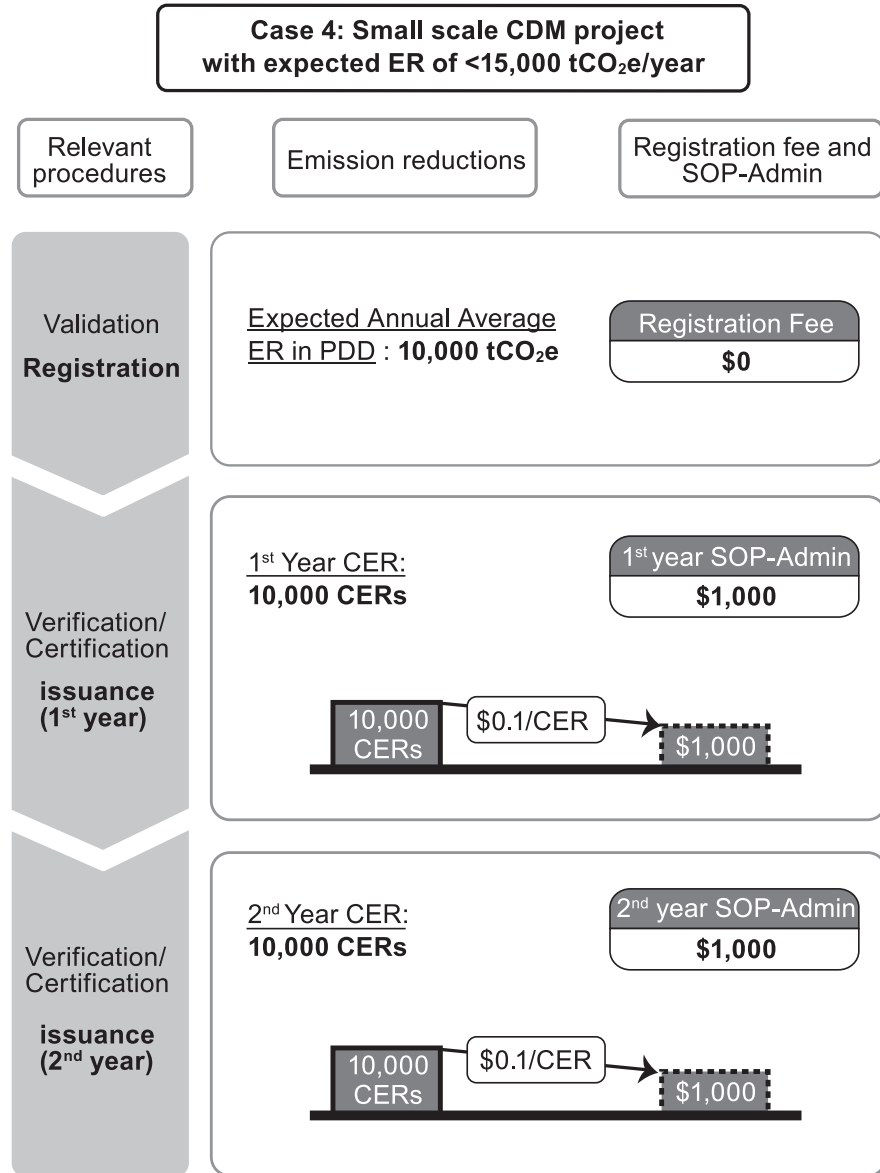 Case 4: Small scale CDM project
with expected ER of <15,000 tCO₂e/year
Relevant
procedures
Emission reductions
Registration fee and
SOP-Admin
Validation
Registration
Expected Annual Average
ER in PDD : 10,000 tCO₂e
Registration Fee
$0
Verification/
Certification
issuance
(1st year)
1st Year CER:
10,000 CERs
1st year SOP-Admin
$1,000
10,000
CERs
$0.1/CER
$1,000
Verification/
Certification
issuance
(2nd year)
2nd Year CER:
10,000 CERs
2nd year SOP-Admin
$1,000
10,000
CERs
$0.1/CER
$1,000